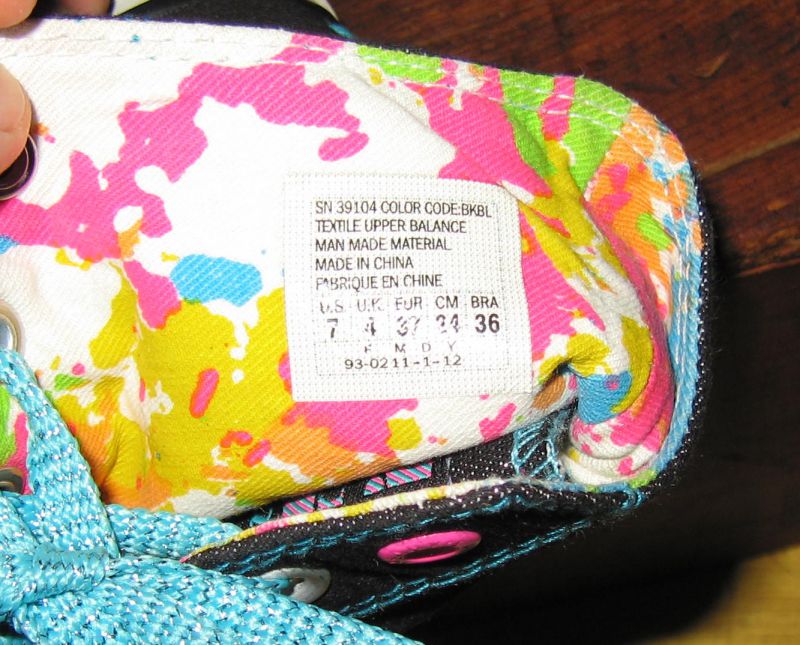 SN 39104 COLOR CODE:BKBL
TEXTILE UPPER BALANCE
MAN MADE MATERIAL
MADE IN CHINA
FABRIQUE EN CHINE
U.S. U.K. EUR CM BRA
7 4 37 24 36
F M D Y
93-0211-1-12